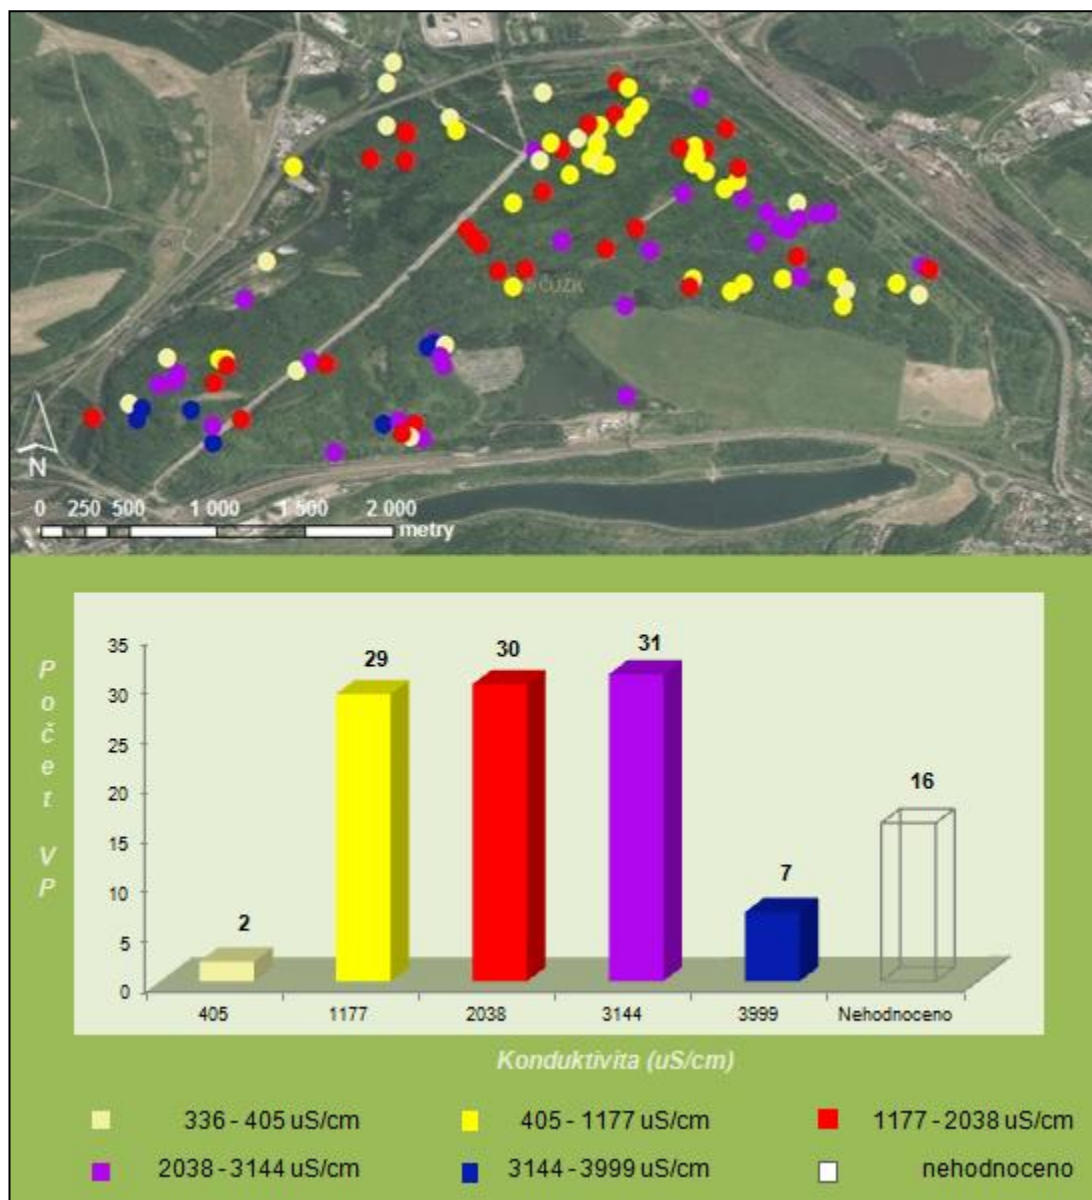 ČÚZK
N
0 250 500 1 000 1 500 2 000
metry
Počet VP
35
30
25
20
15
10
5
0
2
29
30
31
7
16
405 1177 2038 3144 3999 Nehodnoceno
Konduktivita (uS/cm)
336 - 405 uS/cm 405 - 1177 uS/cm 1177 - 2038 uS/cm
2038 - 3144 uS/cm 3144 - 3999 uS/cm nehodnoceno